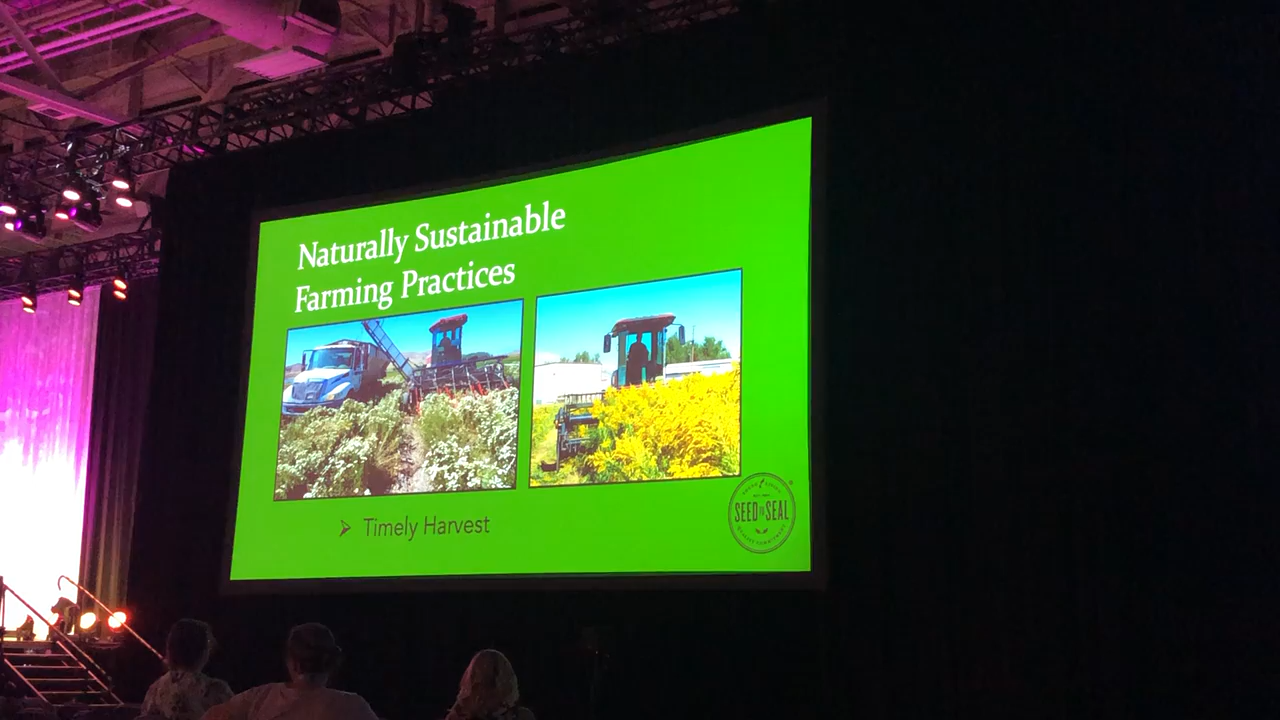 Naturally Sustainable
Farming Practices
Timely Harvest
SEED TO SEAL